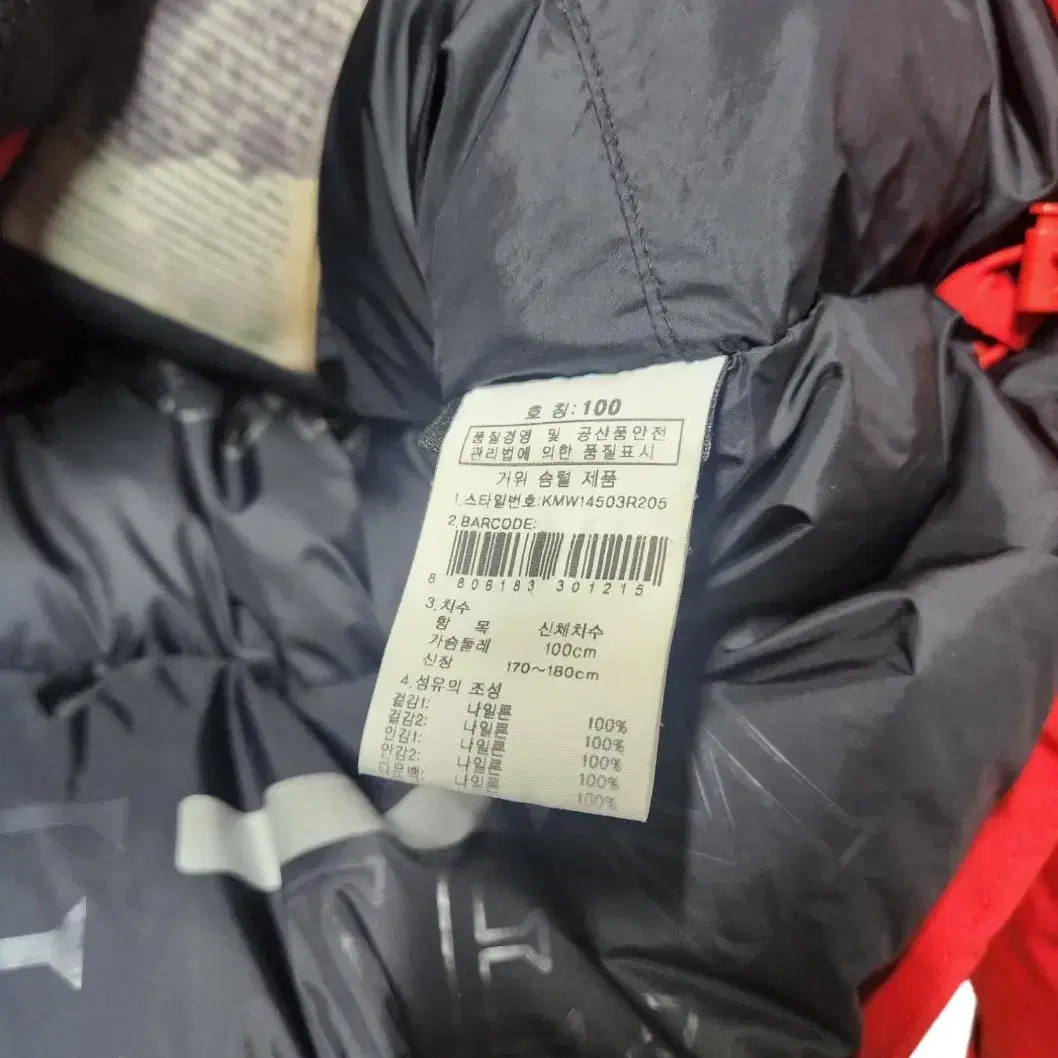 호 칭:100
품질경영 및 공산품안전
관리법에 의한 품질표시
거위 솜털 제품
1.스타일번호:KMW14503R205
2.BARCODE:
8 806183 301215
3.치수
항 목 신체치수
가슴둘레 100cm
신장 170~180cm
4.섬유의 조성
겉감1: 나일론 100%
겉감2: 나일론 100%
안감1: 나일론 100%
안감2: 나일론 100%
나일론 100%